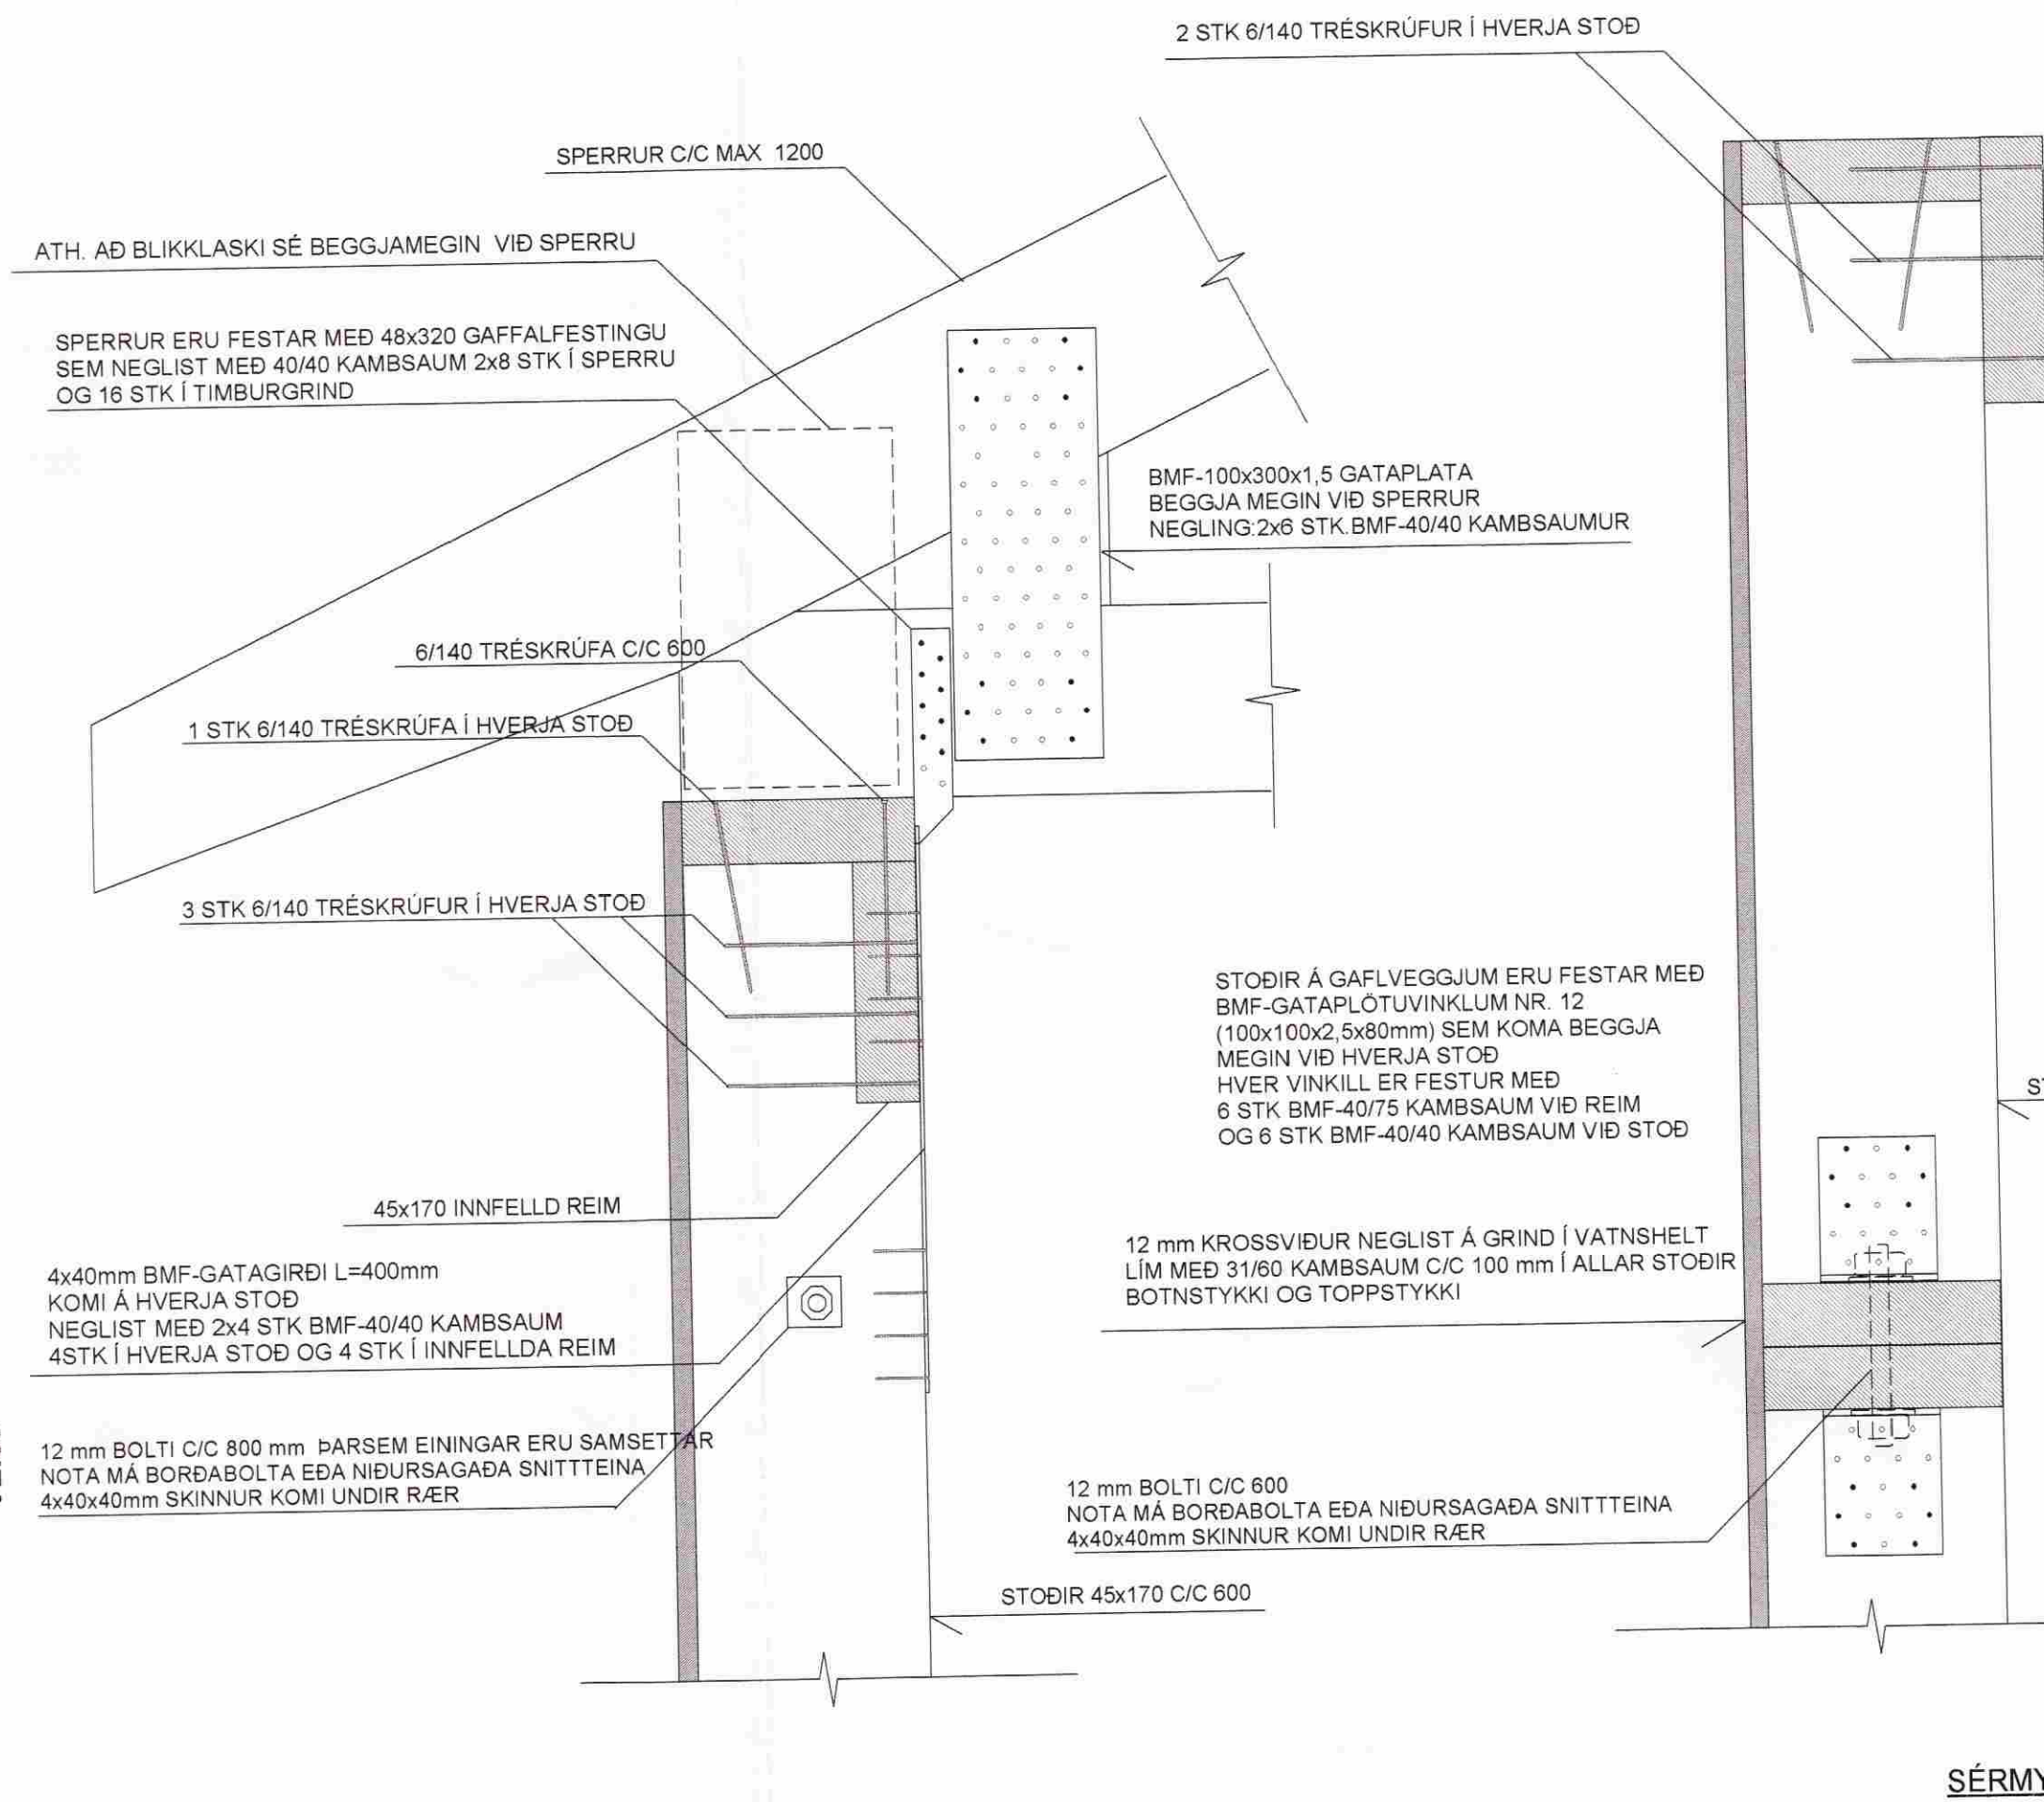 2 STK 6/140 TRÉSKRÚFUR Í HVERJA STOÐ
SPERRUR C/C MAX 1200
ATH. AÐ BLIKKLASKI SÉ BEGGJAMEGIN VIÐ SPERRU
SPERRUR ERU FESTAR MEÐ 48x320 GAFFALFESTINGU
SEM NEGLIST MEÐ 40/40 KAMBSAUM 2x8 STK Í SPERRU
OG 16 STK Í TIMBURGRIND
BMF-100x300x1,5 GATAPLATA
BEGGJA MEGIN VIÐ SPERRUR
NEGLING:2x6 STK.BMF-40/40 KAMBSAUMUR
6/140 TRÉSKRÚFA C/C 600
1 STK 6/140 TRÉSKRÚFA Í HVERJA STOÐ
3 STK 6/140 TRÉSKRÚFUR Í HVERJA STOÐ
STOÐIR Á GAFLVEGGJUM ERU FESTAR MEÐ
BMF-GATAPLÖTUVINKLUM NR. 12
(100x100x2,5x80mm) SEM KOMA BEGGJA
MEGIN VIÐ HVERJA STOÐ
HVER VINKILL ER FESTUR MEÐ
6 STK BMF-40/75 KAMBSAUM VIÐ REIM
OG 6 STK BMF-40/40 KAMBSAUM VIÐ STOÐ
45x170 INNFELLD REIM
12 mm KROSSVIÐUR NEGLIST Á GRIND Í VATNSHELT
LÍM MEÐ 31/60 KAMBSAUM C/C 100 mm Í ALLAR STOÐIR
BOTNSTYKKI OG TOPPSTYKKI
4x40mm BMF-GATAGIRÐI L=400mm
KOMI Á HVERJA STOÐ
NEGLIST MEÐ 2x4 STK BMF-40/40 KAMBSAUM
4STK Í HVERJA STOÐ OG 4 STK Í INNFELLDA REIM
12 mm BOLTI C/C 800 mm ÞARSEM EININGAR ERU SAMSETTAR
NOTA MÁ BORÐABOLTA EÐA NIÐURSAGAÐA SNITTTEINA
4x40x40mm SKINNUR KOMI UNDIR RÆR
12 mm BOLTI C/C 600
NOTA MÁ BORÐABOLTA EÐA NIÐURSAGAÐA SNITTTEINA
4x40x40mm SKINNUR KOMI UNDIR RÆR
STOÐIR 45x170 C/C 600